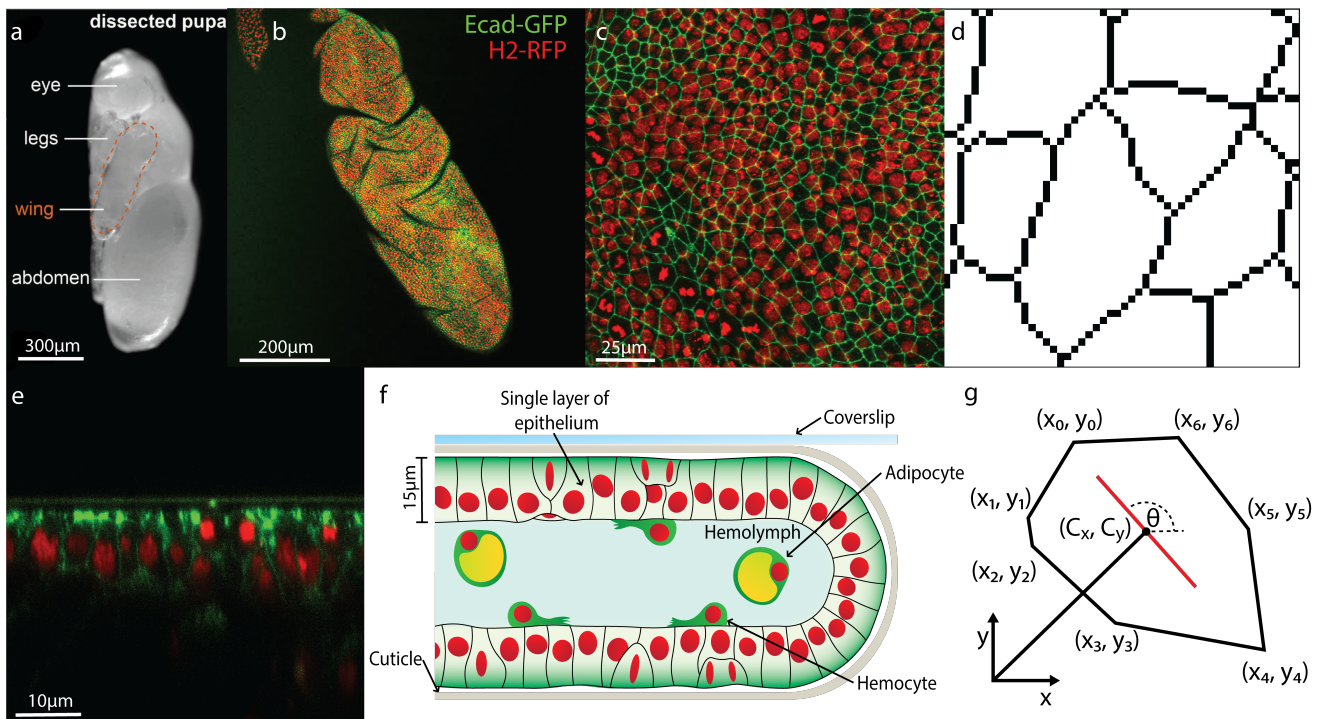 a
dissected pupa
eye
legs
wing
abdomen
300μm
b
Ecad-GFP
H2-RFP
200μm
c
25μm
d
e
10μm
f
Single layer of
epithelium
Coverslip
15μm
Adipocyte
Hemolymph
Cuticle
Hemocyte
g
(x₀, y₀)
(x₆, y₆)
(x₁, y₁)
(Cₓ, Cᵧ)
θ
(x₅, y₅)
(x₂, y₂)
(x₃, y₃)
(x₄, y₄)
y
x